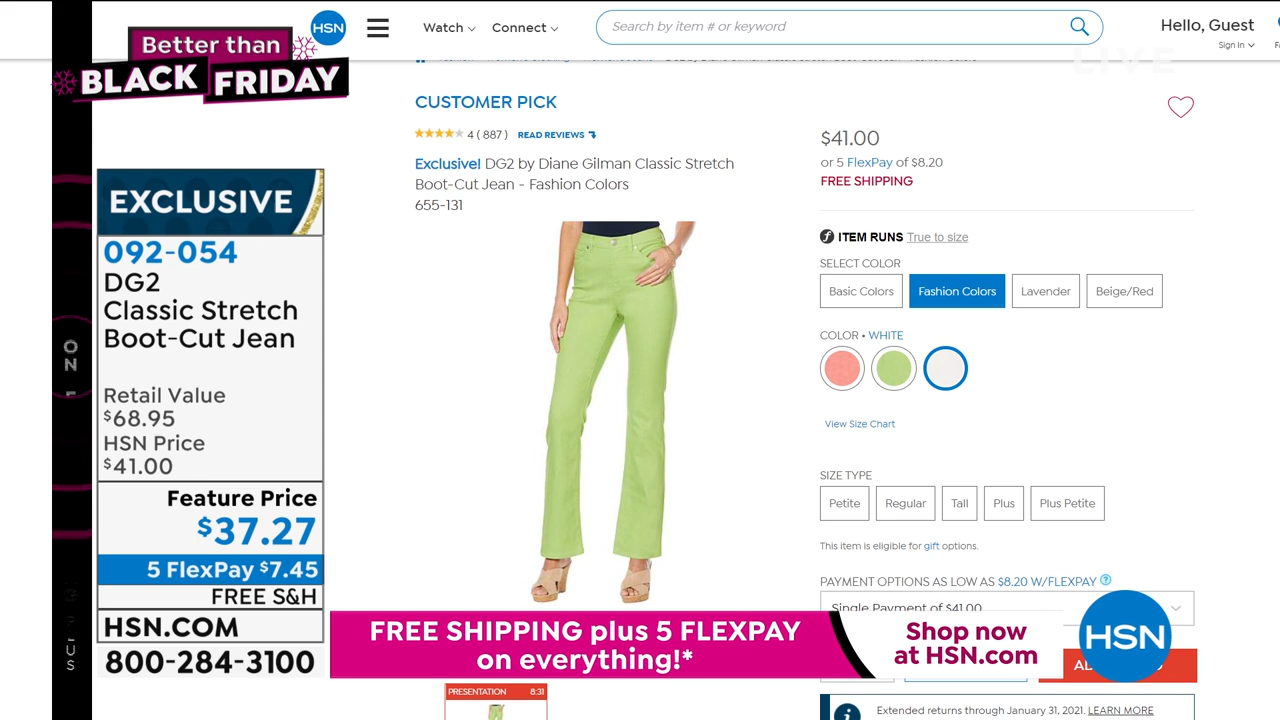 Better than
BLACK FRIDAY
HSN
Watch
Connect
Search by item # or keyword
Hello, Guest
Sign In
LIVE
CUSTOMER PICK
4 ( 887 ) READ REVIEWS
Exclusive! DG2 by Diane Gilman Classic Stretch
Boot-Cut Jean - Fashion Colors
655-131
$41.00
or 5 FlexPay of $8.20
FREE SHIPPING
ITEM RUNS True to size
SELECT COLOR
Basic Colors
Fashion Colors
Lavender
Beige/Red
COLOR • WHITE
View Size Chart
SIZE TYPE
Petite
Regular
Tall
Plus
Plus Petite
This item is eligible for gift options.
PAYMENT OPTIONS AS LOW AS $8.20 W/FLEXPAY
Single Payment of $41.00
EXCLUSIVE
092-054
DG2
Classic Stretch
Boot-Cut Jean
Retail Value
$68.95
HSN Price
$41.00
Feature Price
$37.27
5 FlexPay $7.45
FREE S&H
HSN.COM
800-284-3100
FREE SHIPPING plus 5 FLEXPAY
on everything!*
Shop now
at HSN.com
HSN
PRESENTATION 8:31
Extended returns through January 31, 2021. LEARN MORE